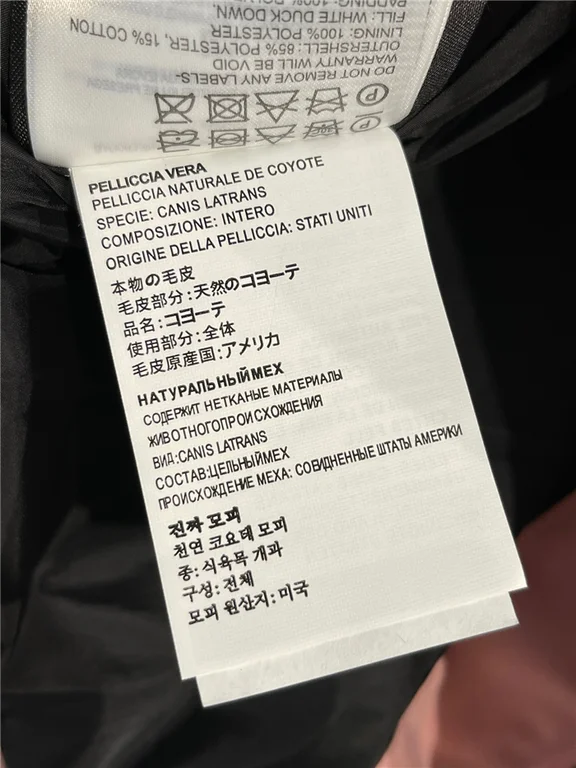 PADDING: 100% POLYESTER
FILL: WHITE DUCK DOWN.
LINING: 100% POLYESTER
OUTERSHELL: 85% POLYESTER, 15% COTTON
WARRANTY WILL BE VOID
DO NOT REMOVE ANY LABELS-
P
PELLICCIA VERA
PELLICCIA NATURALE DE COYOTE
SPECIE: CANIS LATRANS
COMPOSIZIONE: INTERO
ORIGINE DELLA PELLICCIA: STATI UNITI
本物の毛皮
毛皮部分:天然のコヨーテ
品名:コヨーテ
使用部分:全体
毛皮原産国:アメリカ
НАТУРАЛЬНЫЙМЕХ
СОДЕРЖИТ НЕТКАНЫЕ МАТЕРИАЛЫ
ЖИВОТНОГОПРОИСХОЖДЕНИЯ
ВИД:CANIS LATRANS
СОСТАВ:ЦЕЛЬНЫЙМЕХ
ПРОИСХОЖДЕНИЕ МЕХА: СОЕИДНЕННЫЕ ШТАТЫ АМЕРИКИ
진짜 모피
천연 코요테 모피
종: 식육목 개과
구성: 전체
모피 원산지: 미국